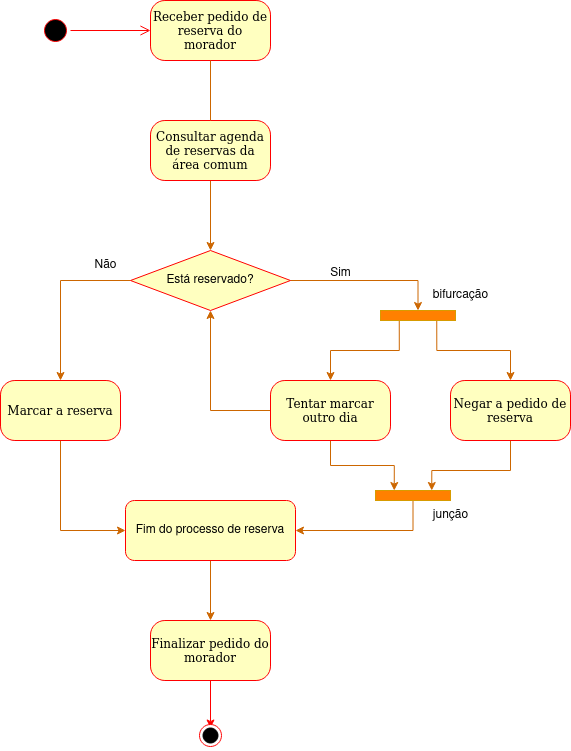 Receber pedido de
reserva do
morador
Consultar agenda
de reservas da
área comum
Não
Está reservado?
Sim
bifurcação
Marcar a reserva
Tentar marcar
outro dia
Negar a pedido de
reserva
junção
Fim do processo de reserva
Finalizar pedido do
morador